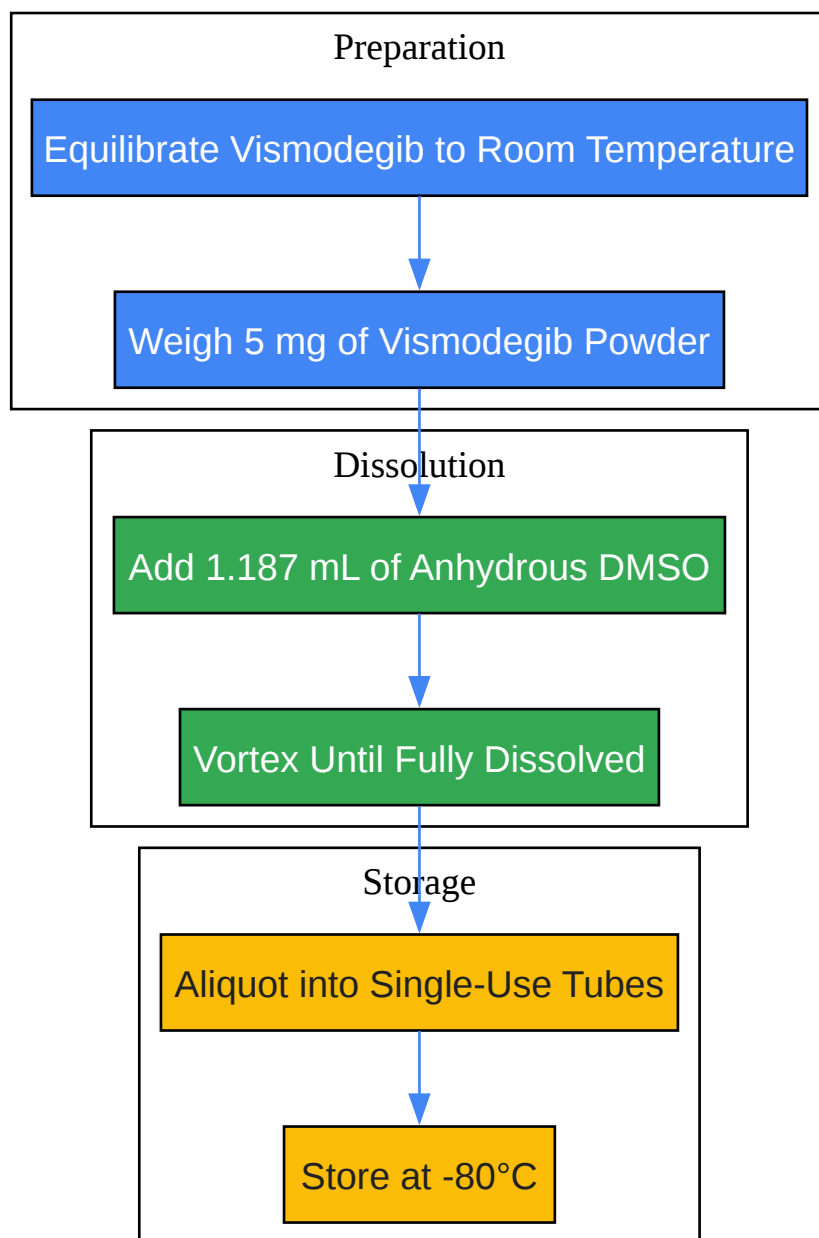 Preparation
Equilibrate Vismodegib to Room Temperature
Weigh 5 mg of Vismodegib Powder
Dissolution
Add 1.187 mL of Anhydrous DMSO
Vortex Until Fully Dissolved
Storage
Aliquot into Single-Use Tubes
Store at -80°C